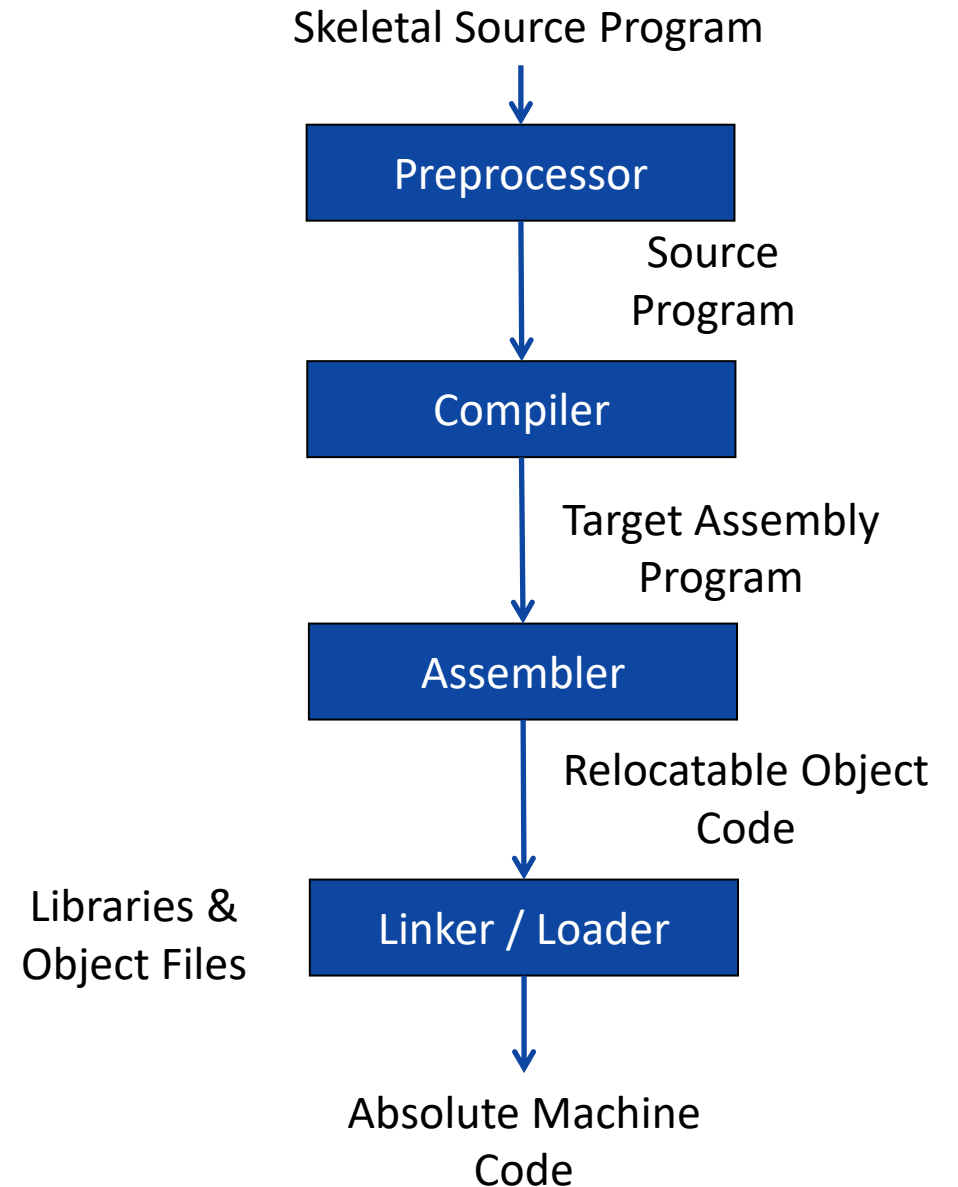 Skeletal Source Program
Preprocessor
Source
Program
Compiler
Target Assembly
Program
Assembler
Relocatable Object
Code
Libraries &
Object Files
Linker / Loader
Absolute Machine
Code